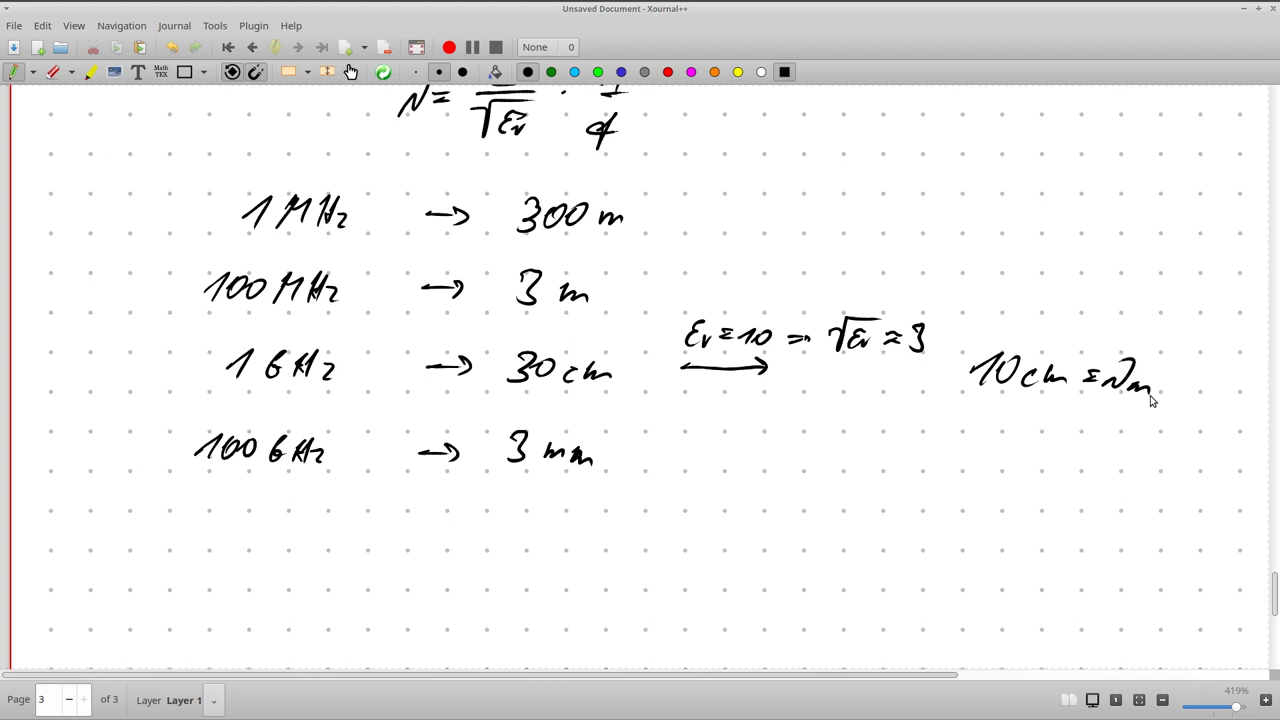 Unsaved Document - Xournal++
File Edit View Navigation Journal Tools Plugin Help
None 0
T Math TEX
√εr
1 MHz → 300 m
100 MHz → 3 m
εr = 10 ⇒ √εr ≈ 3
1 GHz → 30 cm → 10 cm = λm
100 GHz → 3 mm
Page 3 of 3 Layer Layer 1 419%